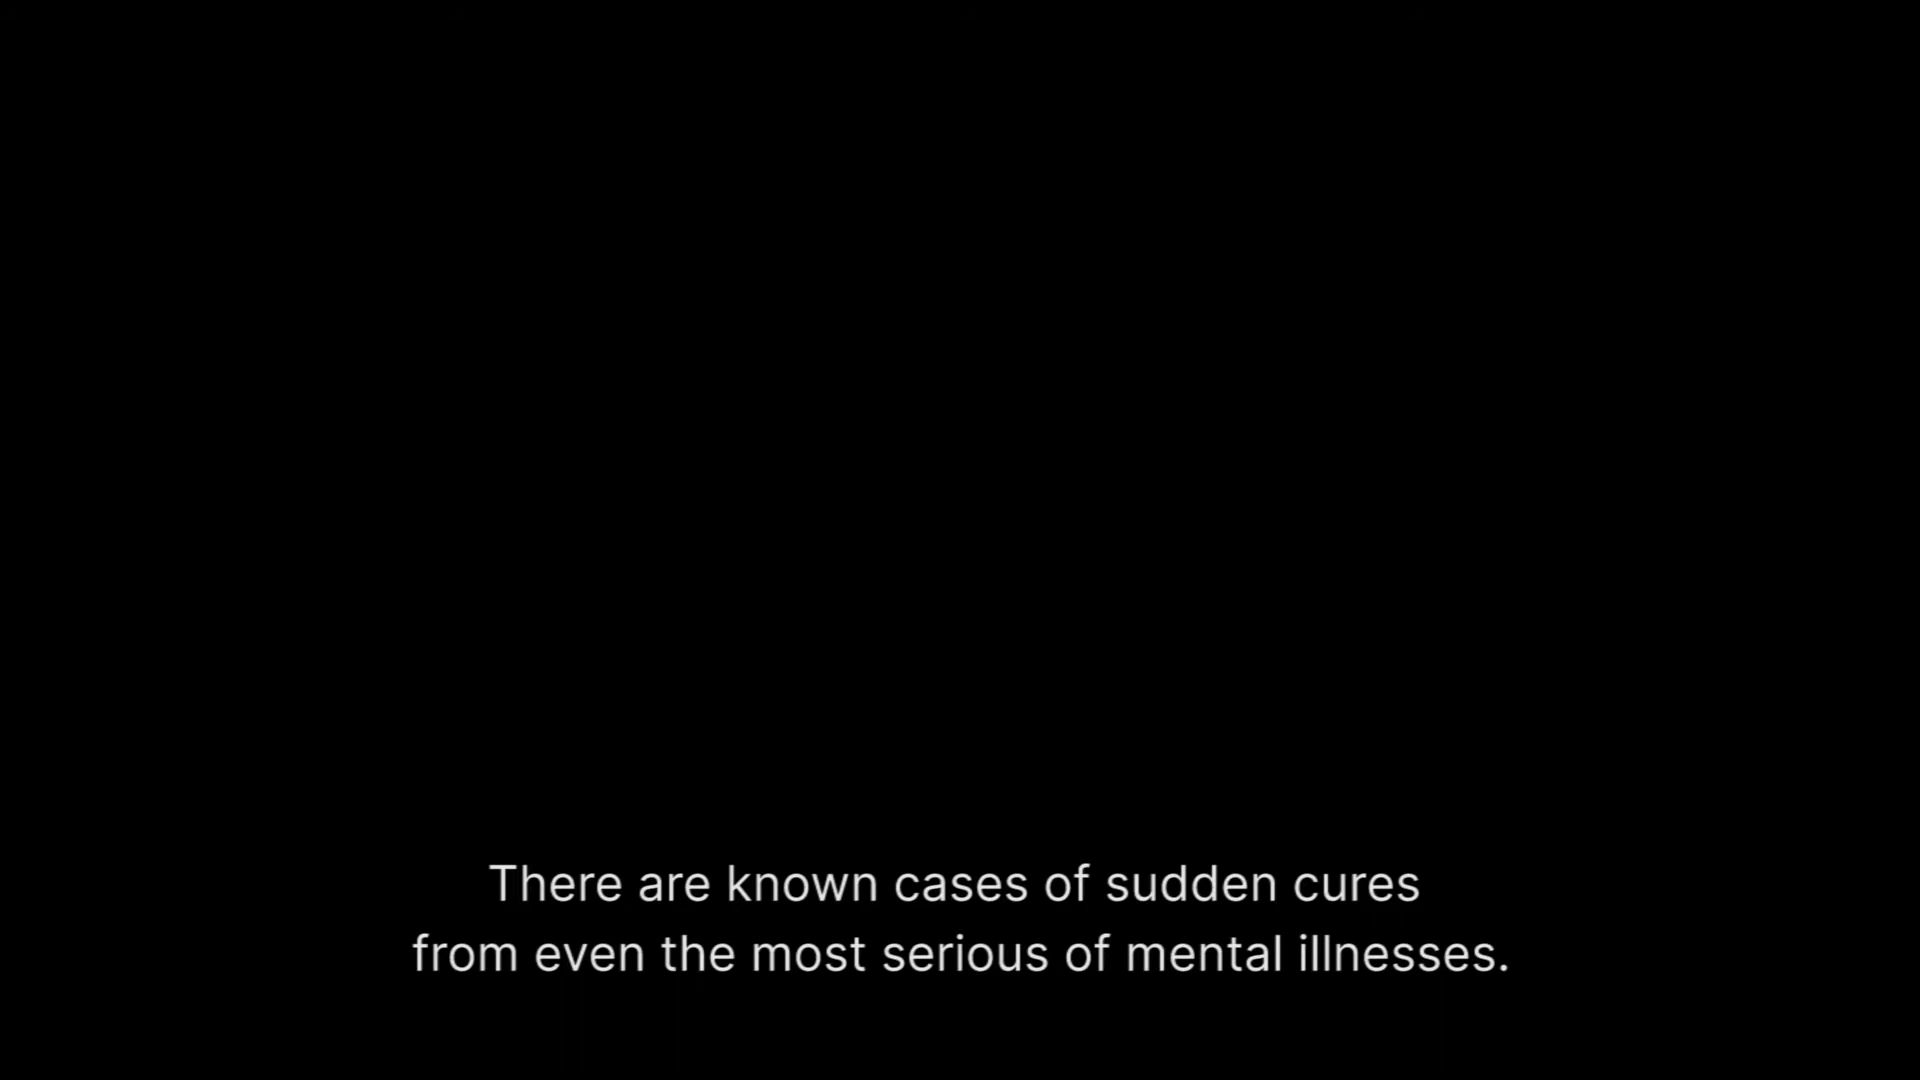 There are known cases of sudden cures
from even the most serious of mental illnesses.